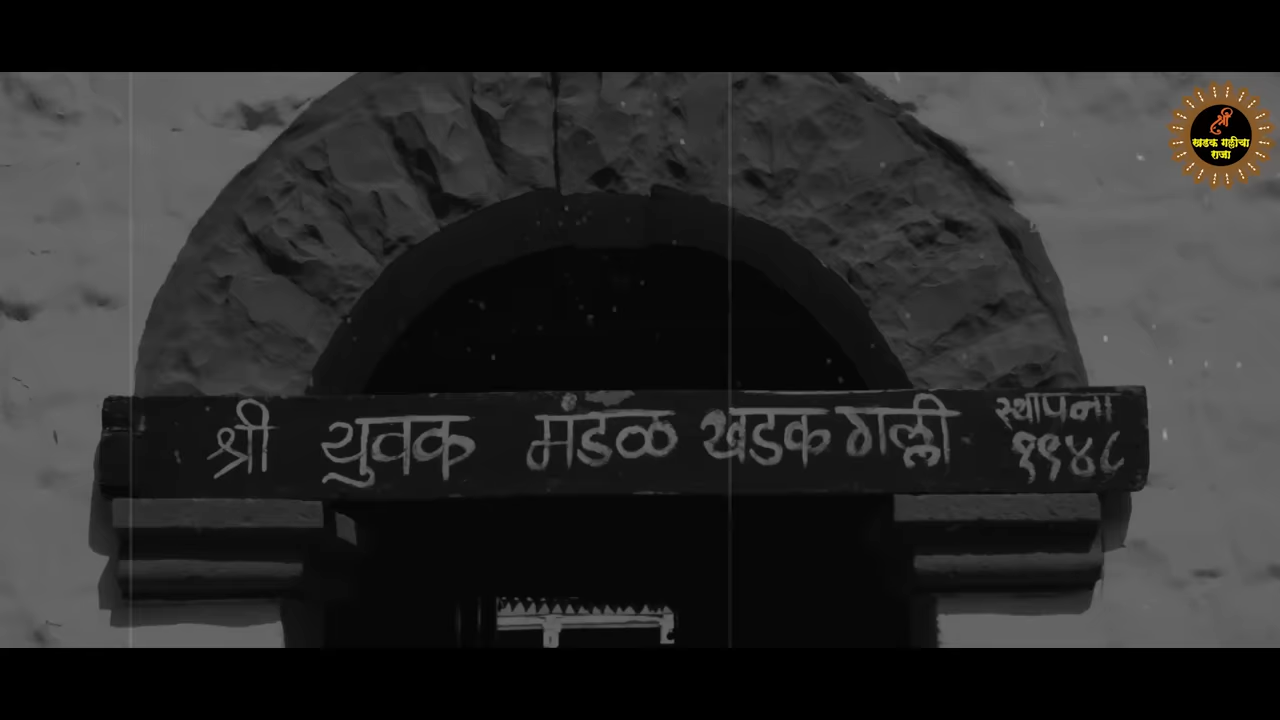 श्री युवक मंडळ खडक गल्ली
स्थापना
१९४८
श्री
खडक गल्लीचा
राजा